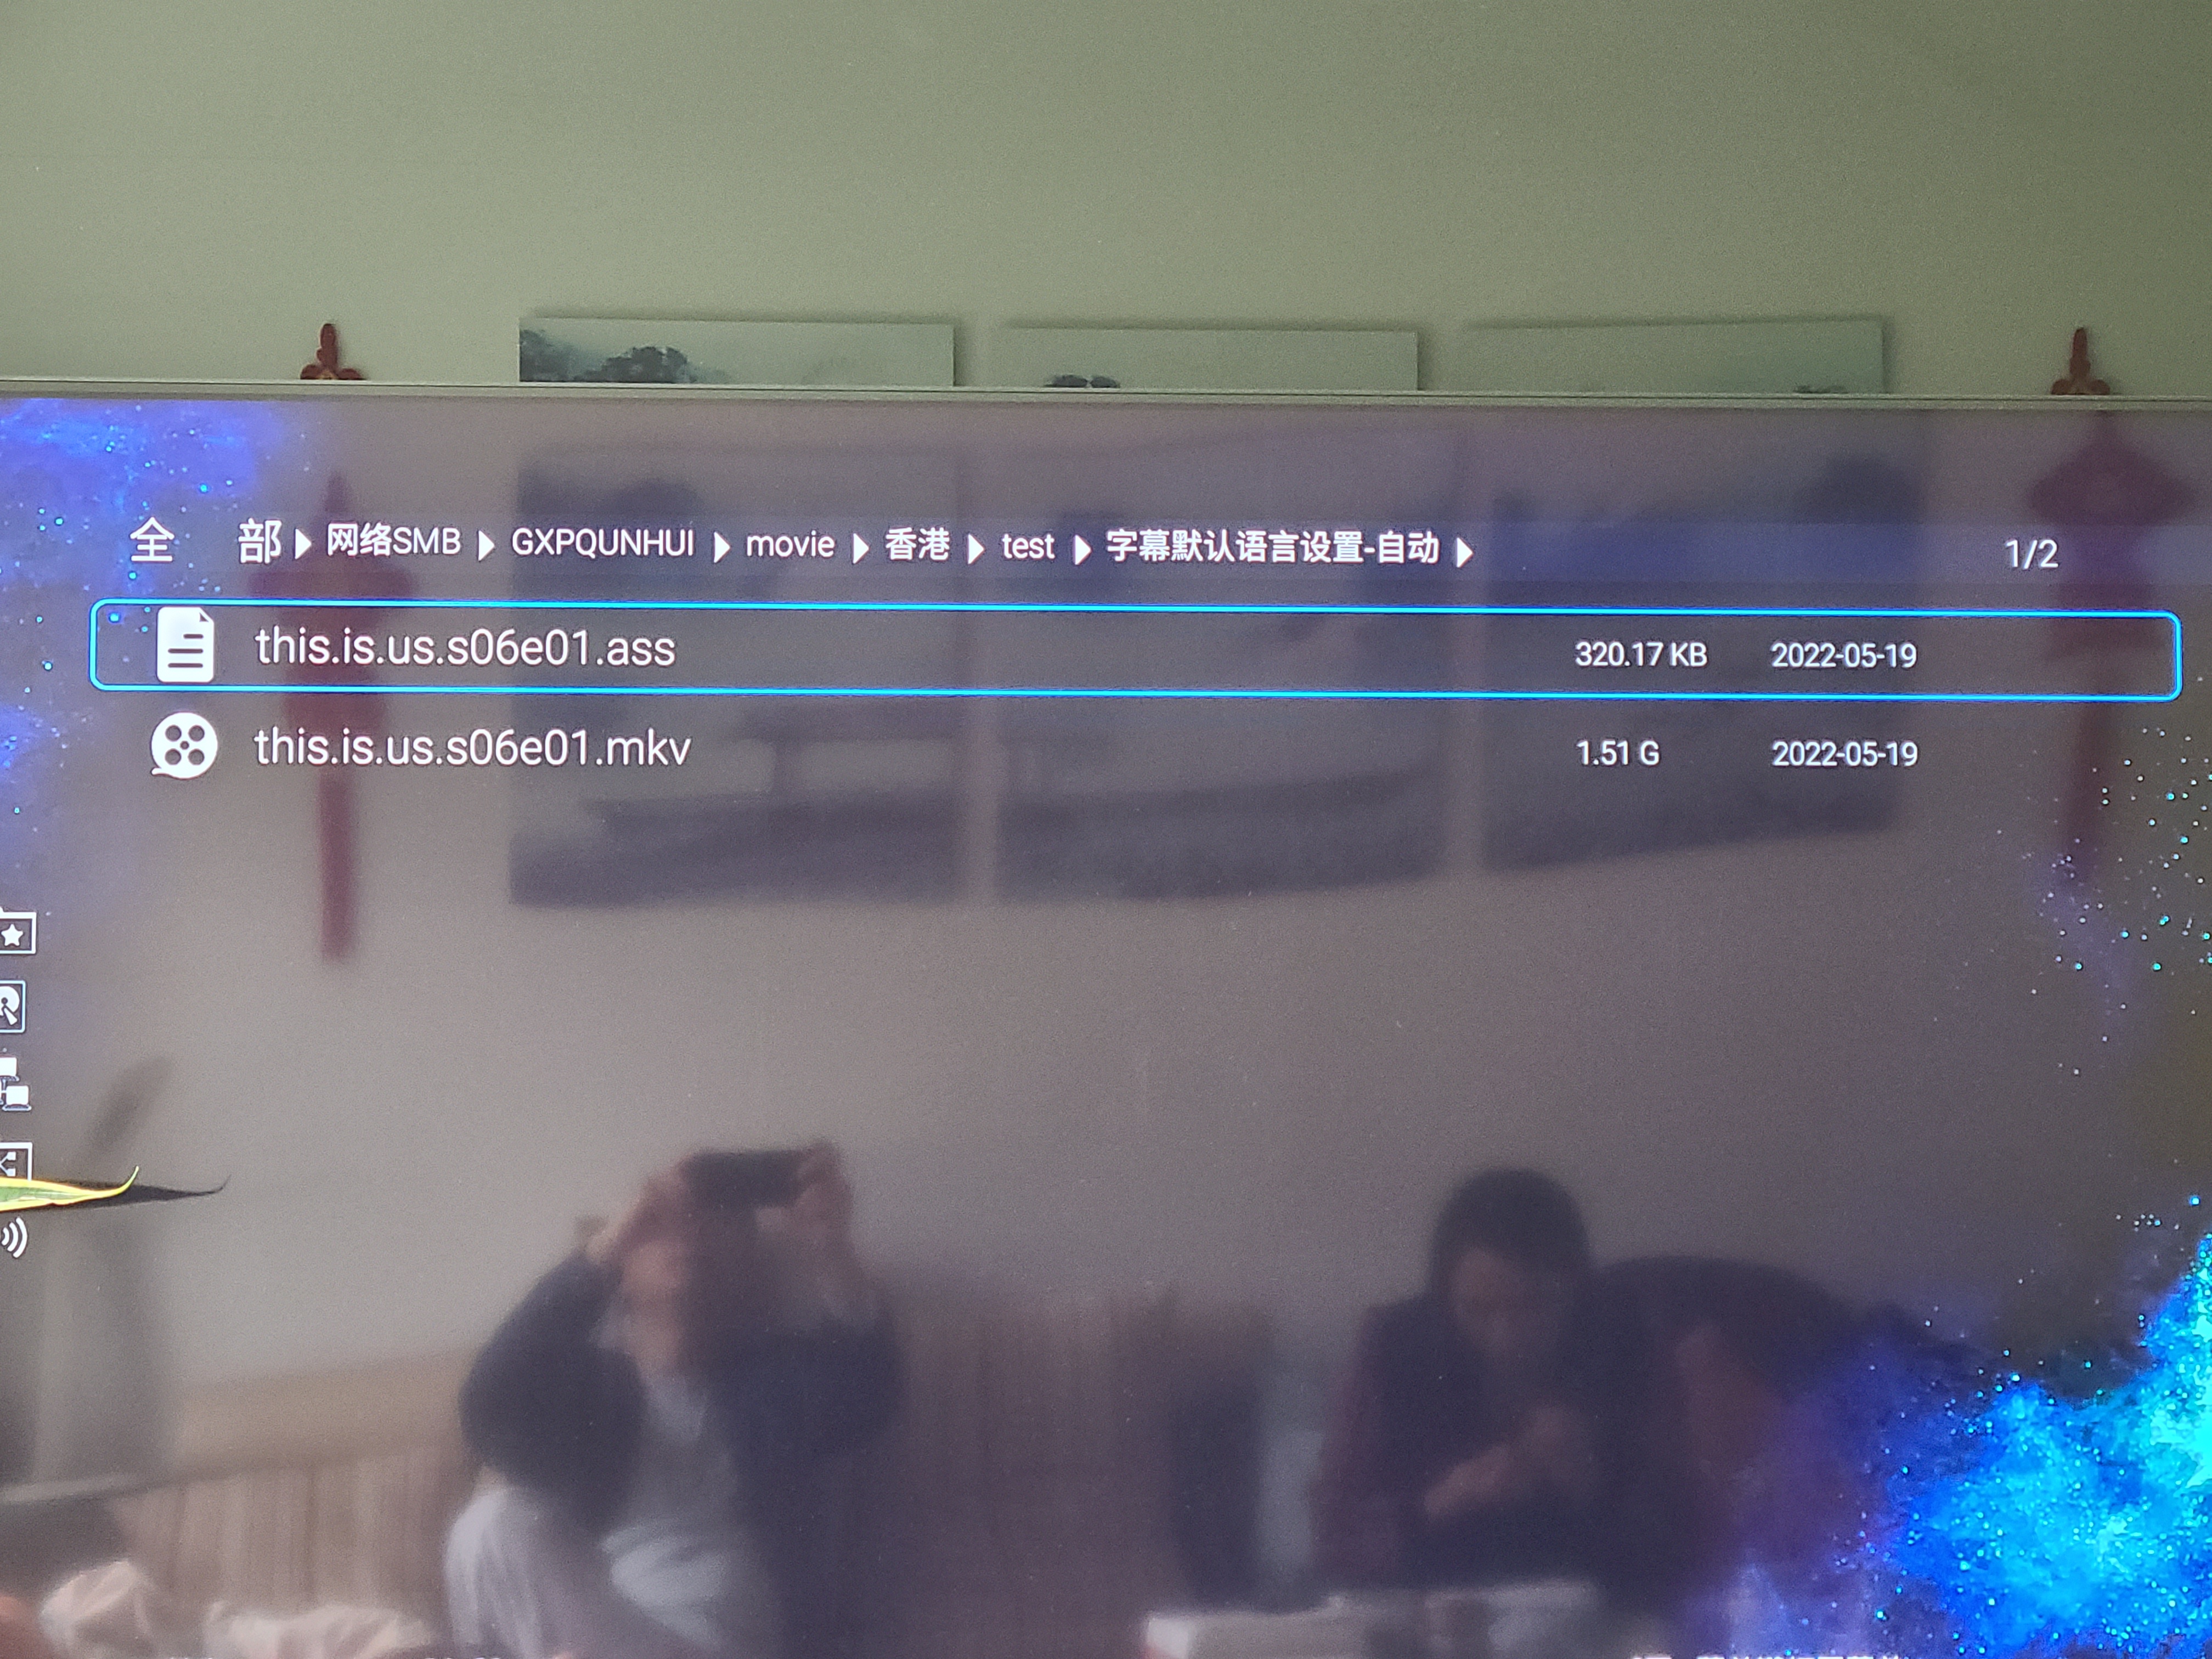 全 部 网络SMB GXPQUNHUI movie 香港 test 字幕默认语言设置-自动 1/2
this.is.us.s06e01.ass 320.17 KB 2022-05-19
this.is.us.s06e01.mkv 1.51 G 2022-05-19